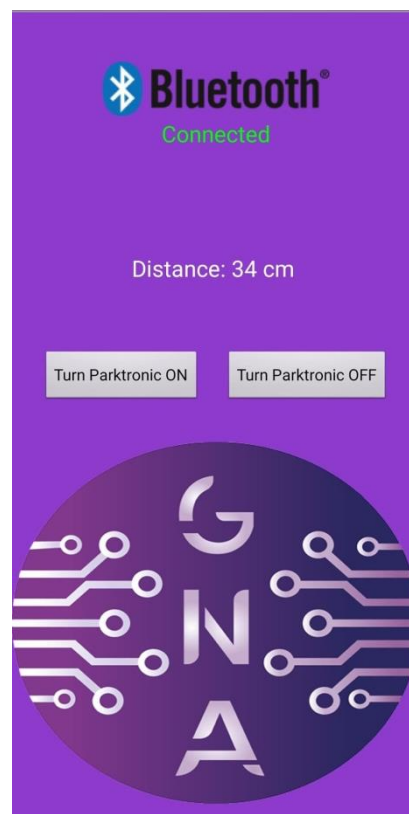 Bluetooth®
Connected
Distance: 34 cm
Turn Parktronic ON
Turn Parktronic OFF
G
N
A